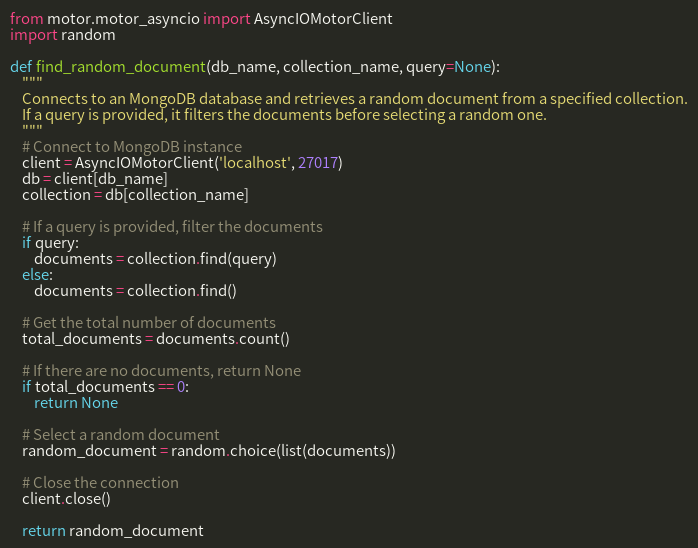 from motor.motor_asyncio import AsyncIOMotorClient
import random

def find_random_document(db_name, collection_name, query=None):
    """
    Connects to an MongoDB database and retrieves a random document from a specified collection.
    If a query is provided, it filters the documents before selecting a random one.
    """
    # Connect to MongoDB instance
    client = AsyncIOMotorClient('localhost', 27017)
    db = client[db_name]
    collection = db[collection_name]

    # If a query is provided, filter the documents
    if query:
        documents = collection.find(query)
    else:
        documents = collection.find()

    # Get the total number of documents
    total_documents = documents.count()

    # If there are no documents, return None
    if total_documents == 0:
        return None

    # Select a random document
    random_document = random.choice(list(documents))

    # Close the connection
    client.close()

    return random_document